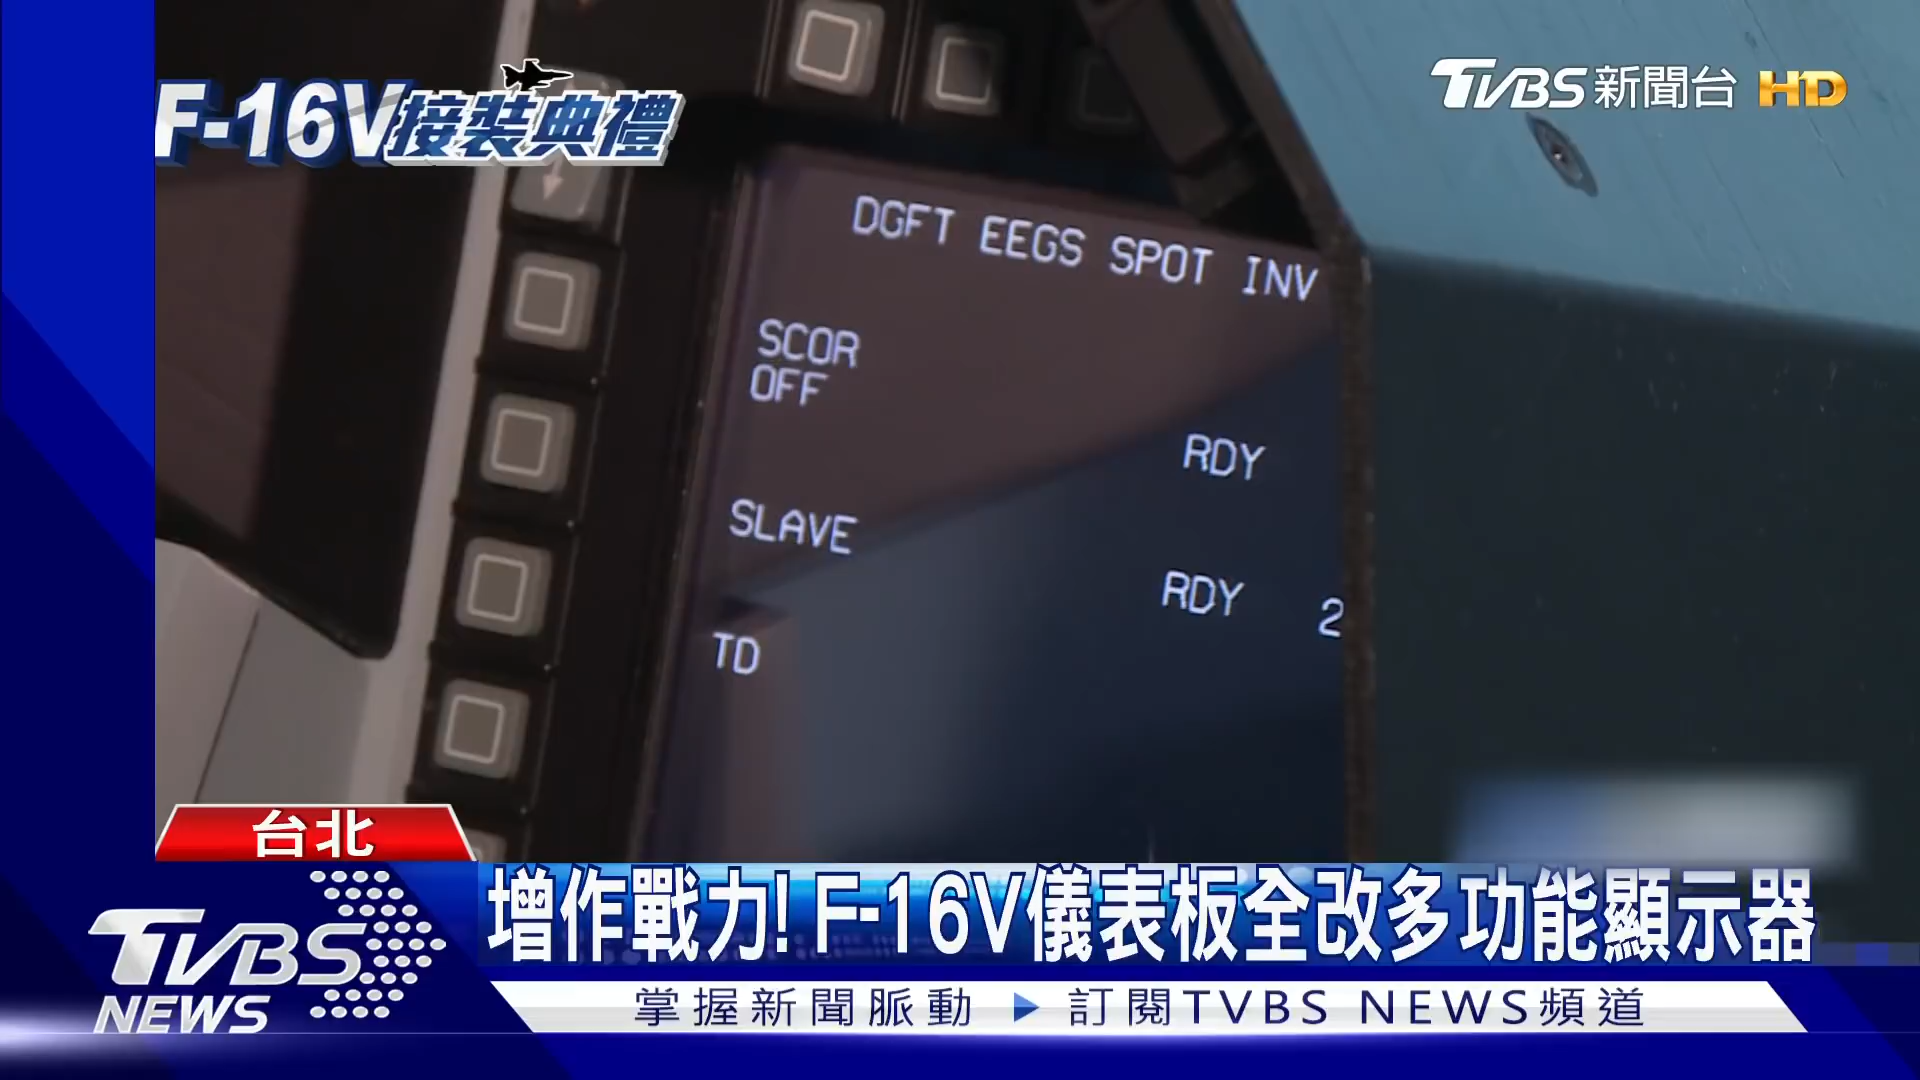 F-16V接裝典禮
TVBS新聞台 HD
DGFT EEGS SPOT INV
SCOR
OFF
RDY
SLAVE
RDY 2
TD
台北
增作戰力! F-16V儀表板全改多功能顯示器
TVBS
NEWS
掌握新聞脈動 ▶ 訂閱TVBS NEWS頻道